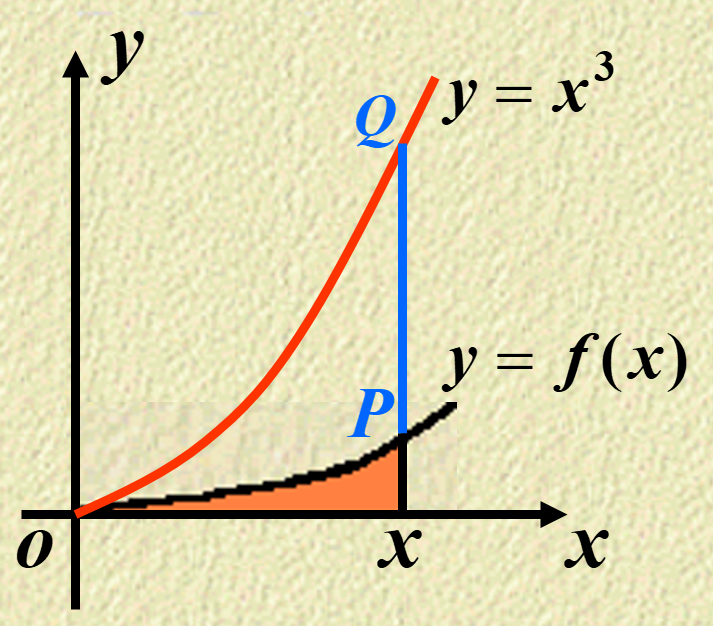 y
y = x³
Q
y = f(x)
P
o
x
x